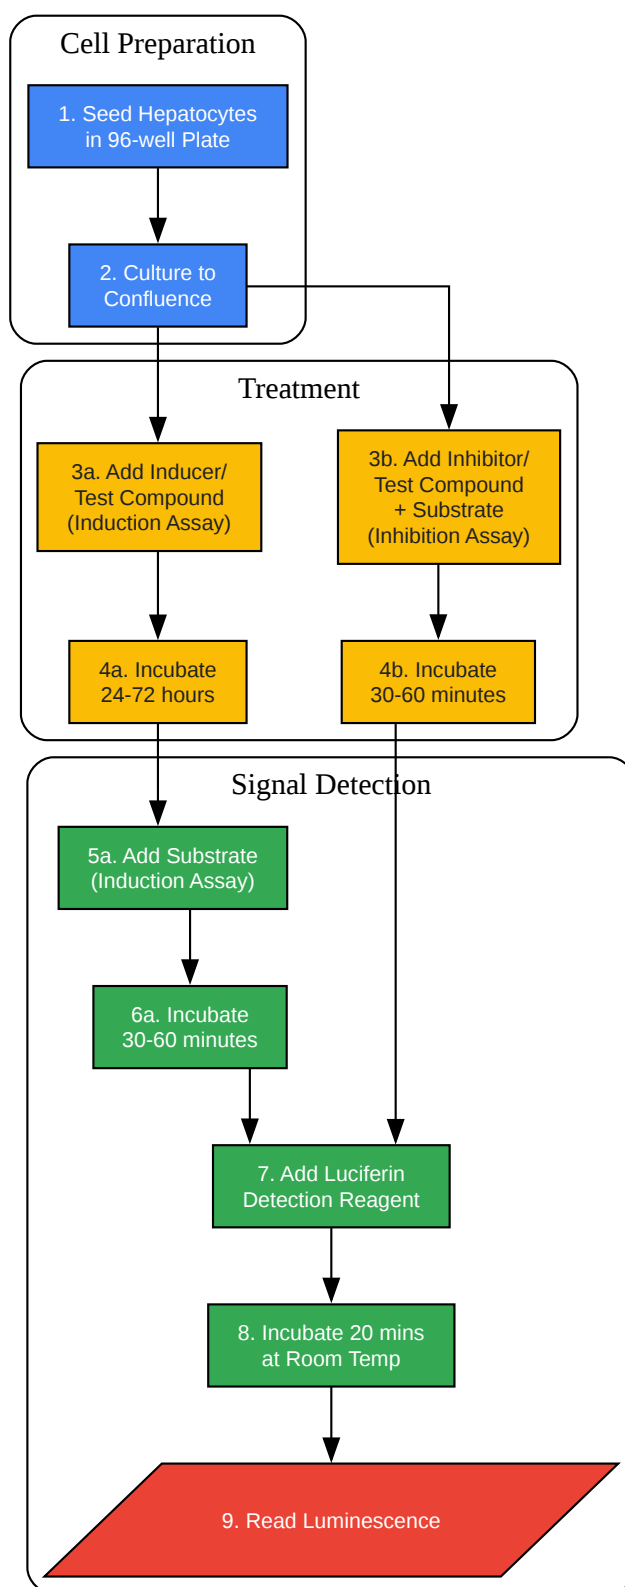 Cell Preparation
1. Seed Hepatocytes
in 96-well Plate
2. Culture to
Confluence
Treatment
3a. Add Inducer/
Test Compound
(Induction Assay)
3b. Add Inhibitor/
Test Compound
+ Substrate
(Inhibition Assay)
4a. Incubate
24-72 hours
4b. Incubate
30-60 minutes
Signal Detection
5a. Add Substrate
(Induction Assay)
6a. Incubate
30-60 minutes
7. Add Luciferin
Detection Reagent
8. Incubate 20 mins
at Room Temp
9. Read Luminescence